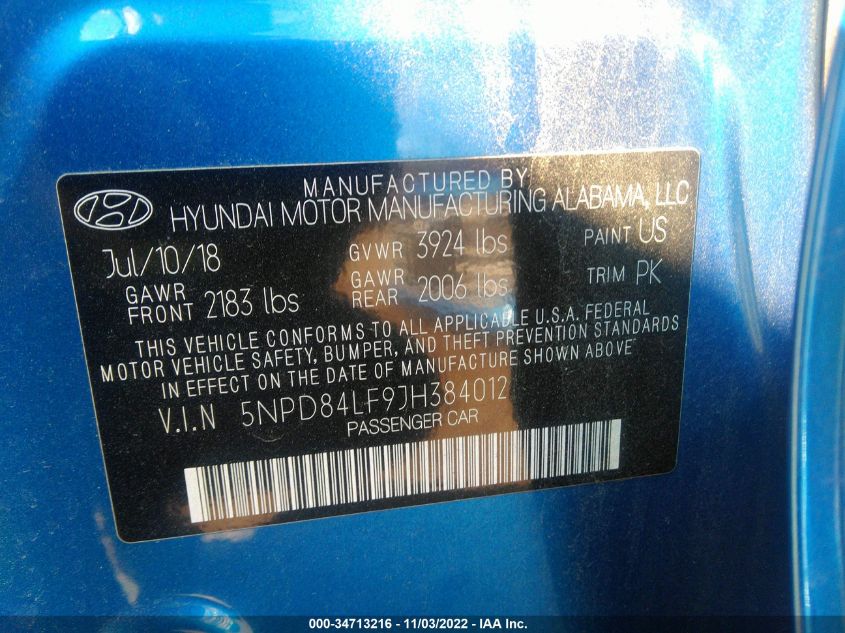 MANUFACTURED BY
HYUNDAI MOTOR MANUFACTURING ALABAMA, LLC
Jul/10/18 GVWR 3924 lbs PAINT US
GAWR FRONT 2183 lbs GAWR REAR 2006 lbs TRIM PK
THIS VEHICLE CONFORMS TO ALL APPLICABLE U.S.A. FEDERAL
MOTOR VEHICLE SAFETY, BUMPER, AND THEFT PREVENTION STANDARDS
IN EFFECT ON THE DATE OF MANUFACTURE SHOWN ABOVE
V.I.N 5NPD84LF9JH384012
PASSENGER CAR
000-34713216 - 11/03/2022 - IAA Inc.